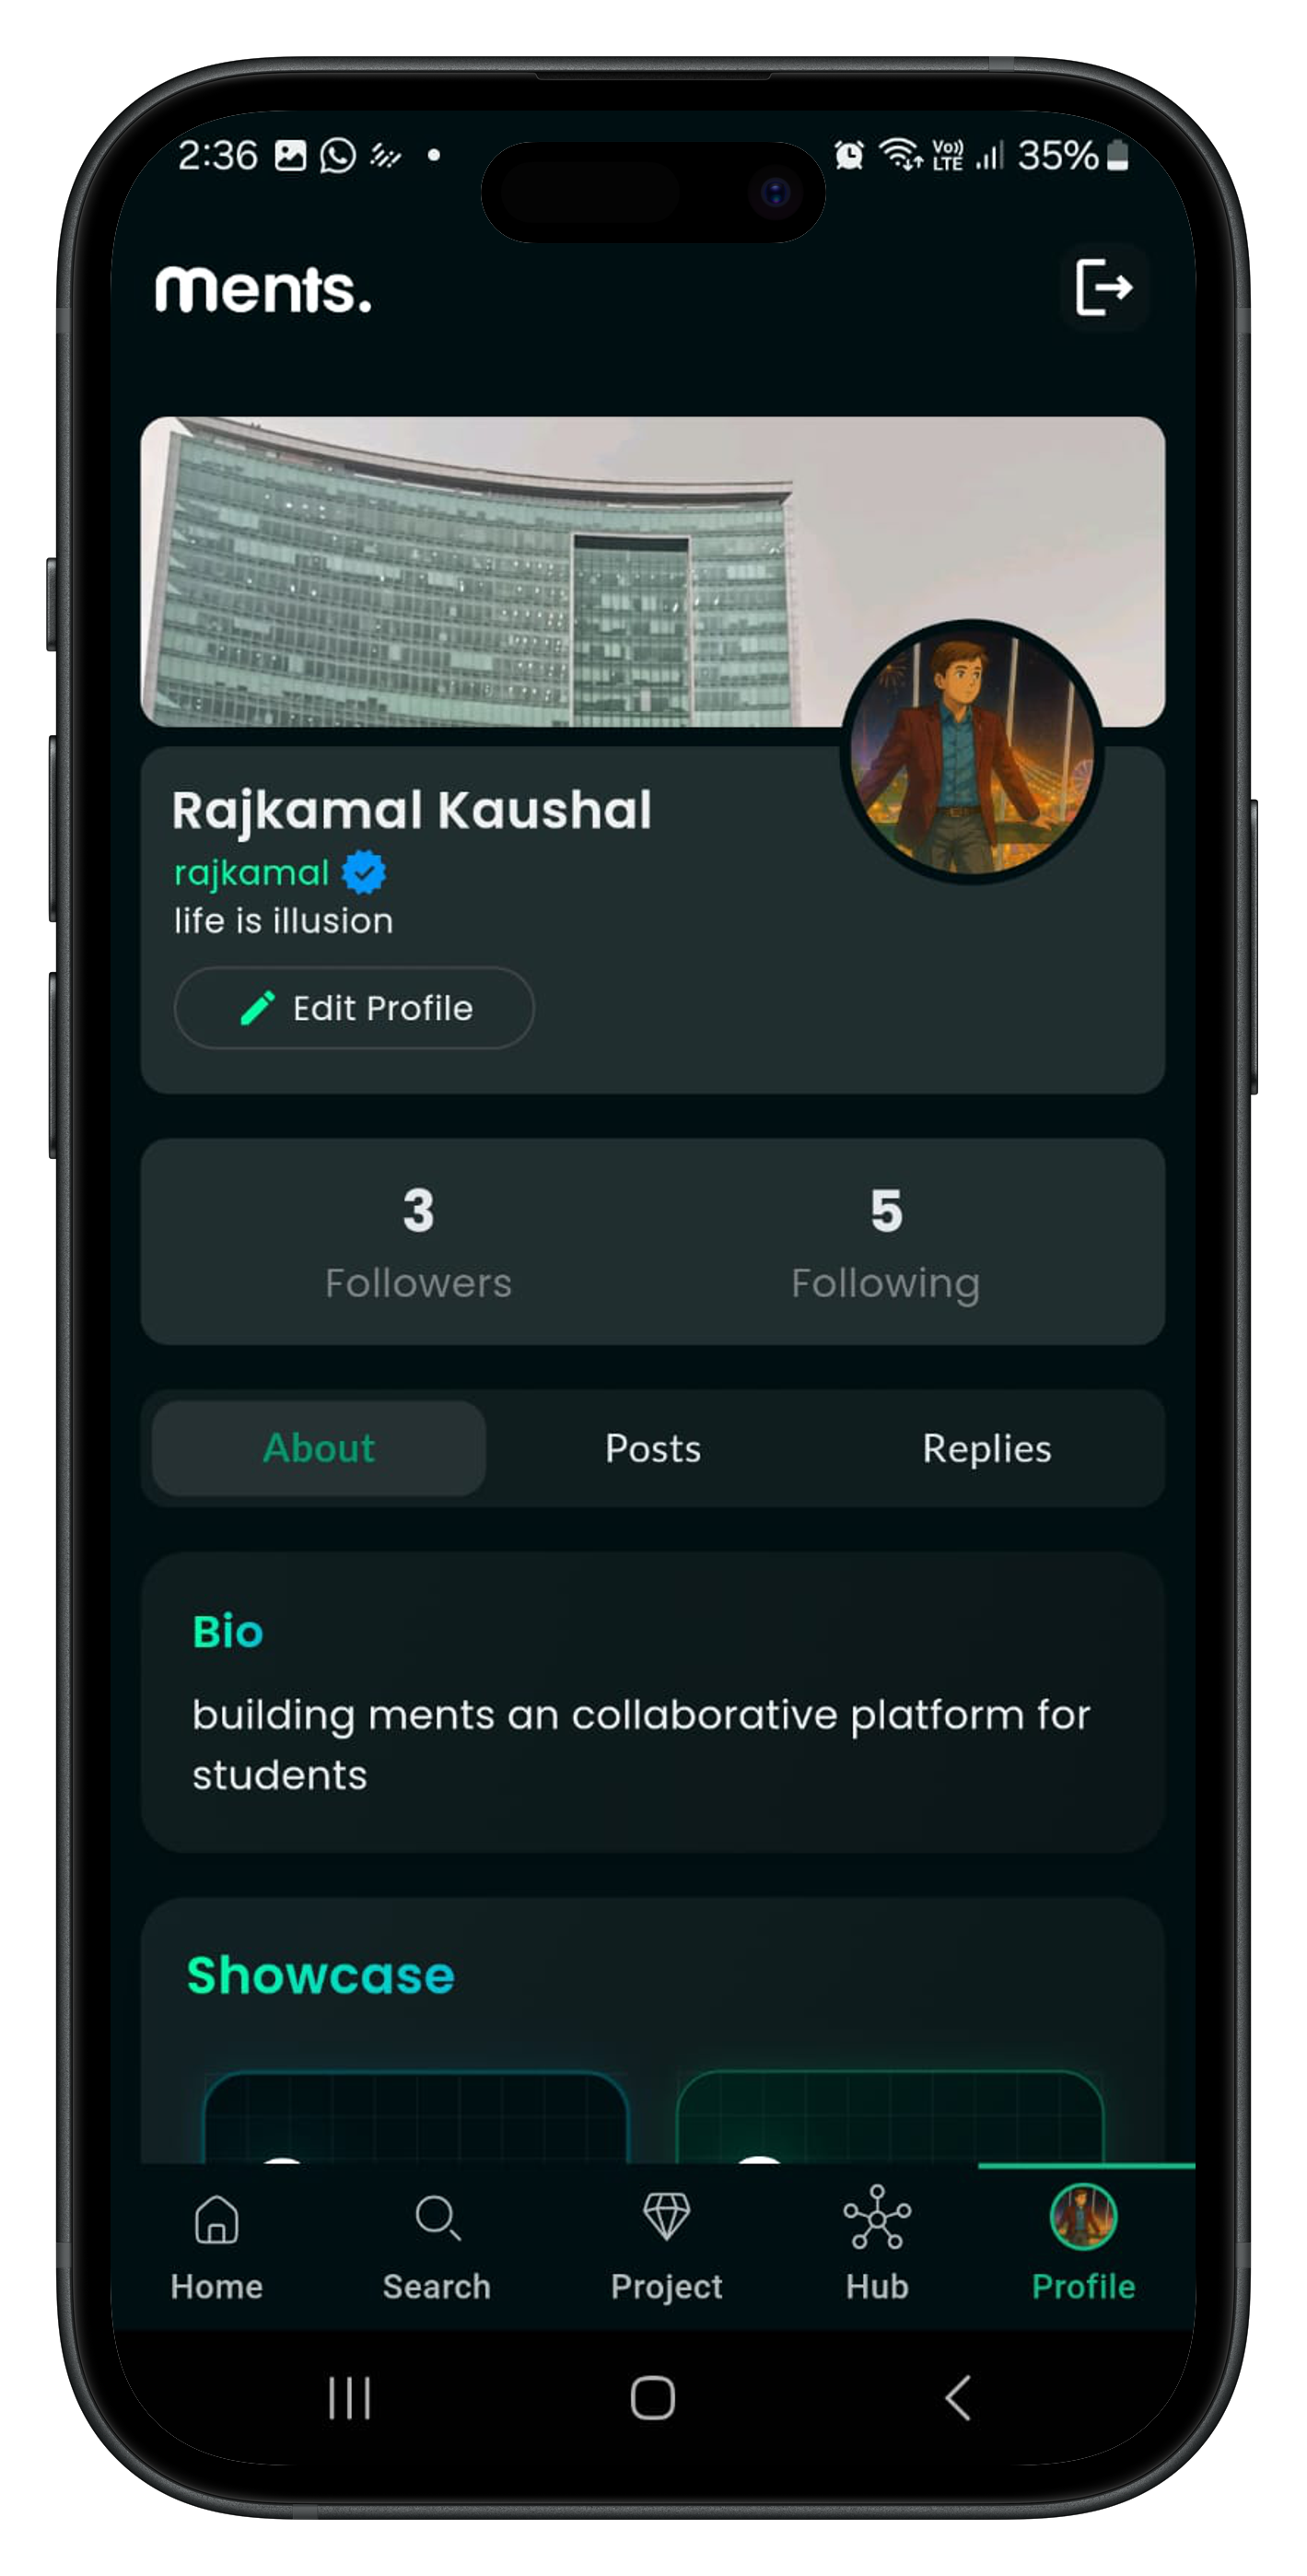 2:36 Vo)) LTE 35%
ments.
Rajkamal Kaushal
rajkamal
life is illusion
Edit Profile
3 5
Followers Following
About Posts Replies
Bio
building ments an collaborative platform for
students
Showcase
Home Search Project Hub Profile